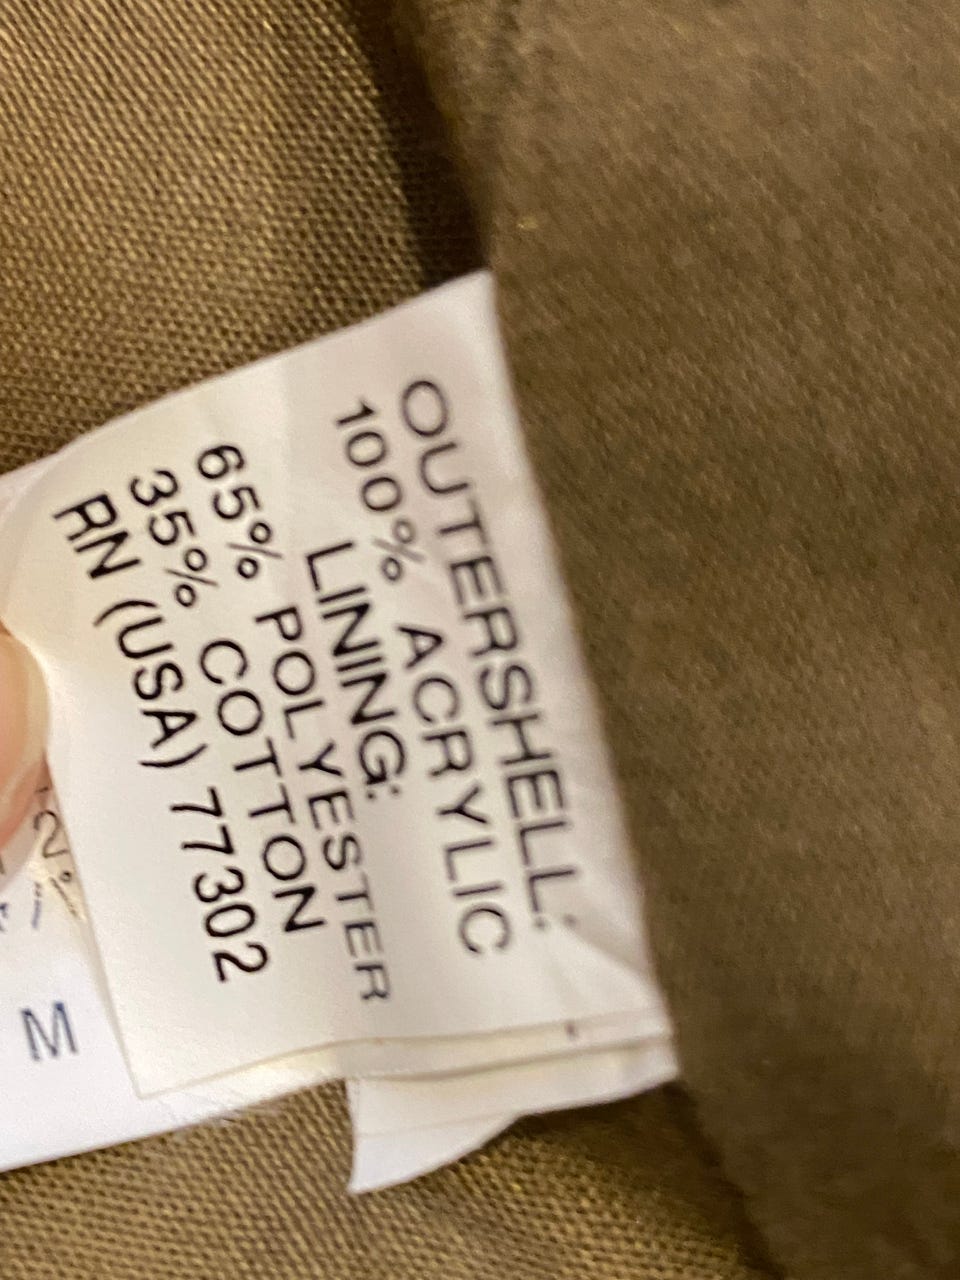 OUTERSHELL:
100% ACRYLIC
LINING:
65% POLYESTER
35% COTTON
RN (USA) 77302
M